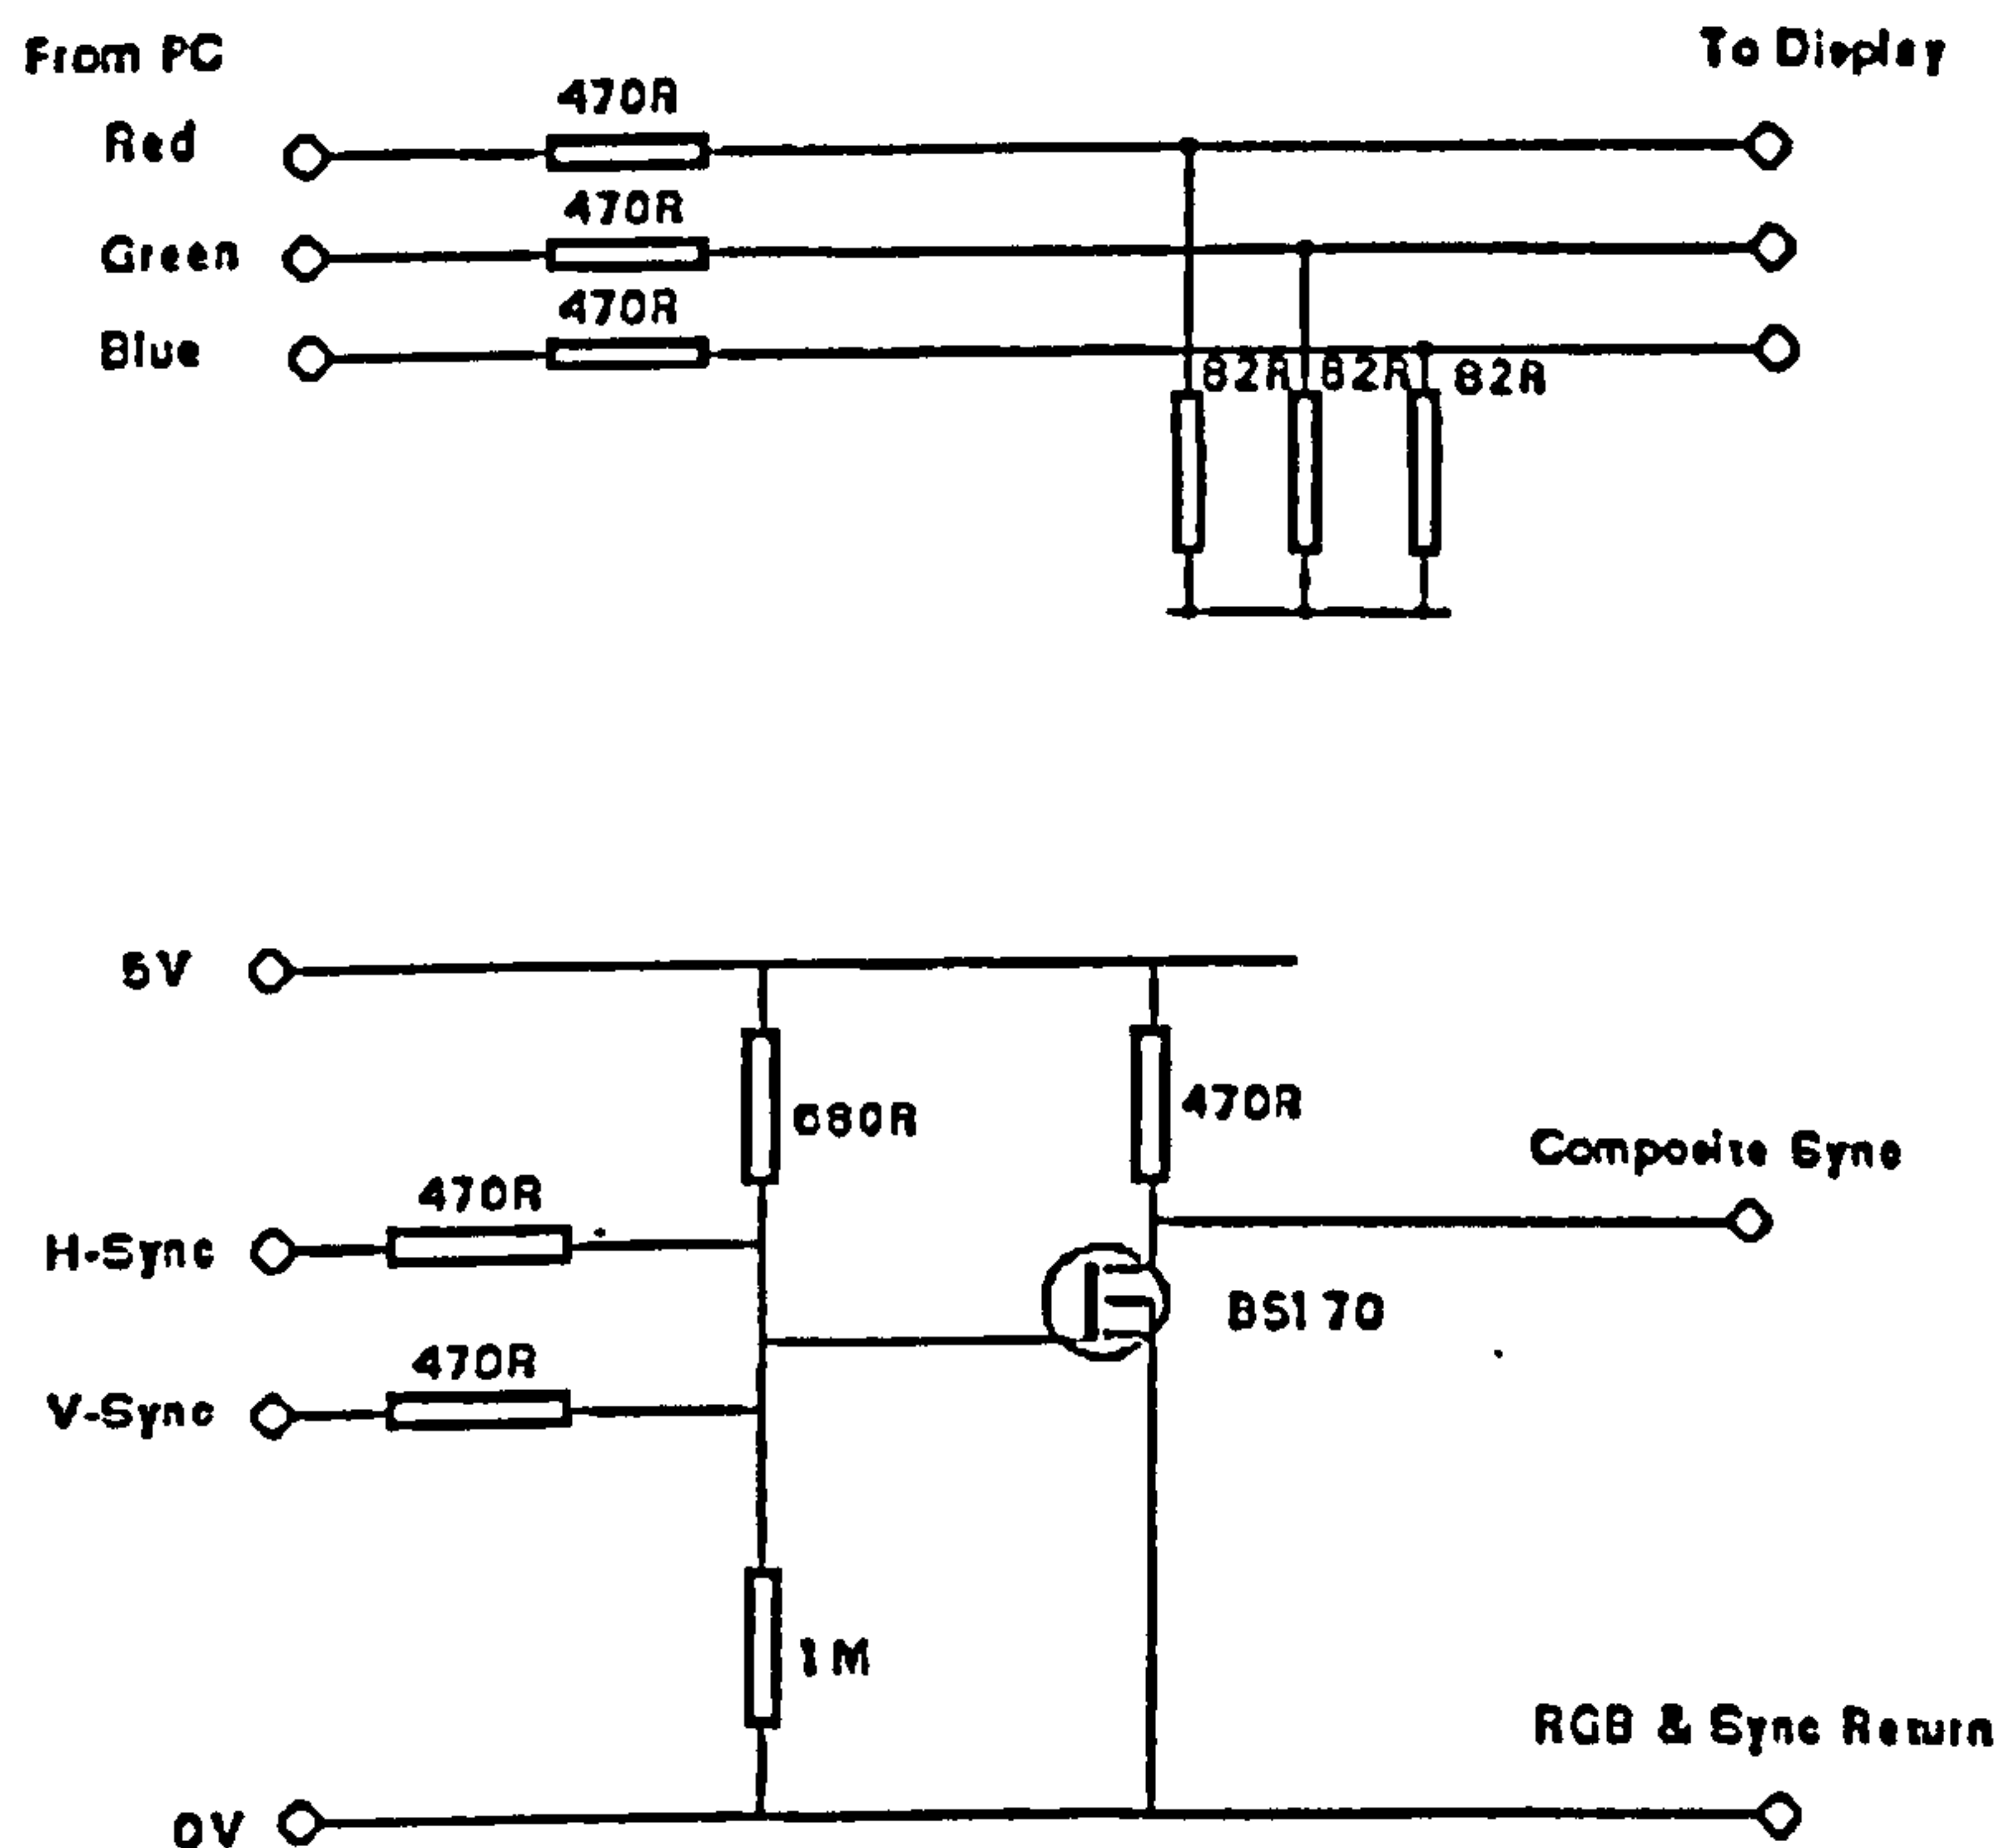 From PC
To Display
Red
470R
Green
470R
Blue
470R
82R 82R 82R
5V
680R
470R
Composite Sync
H-Sync
470R
BS170
V-Sync
470R
1M
RGB & Sync Return
0V